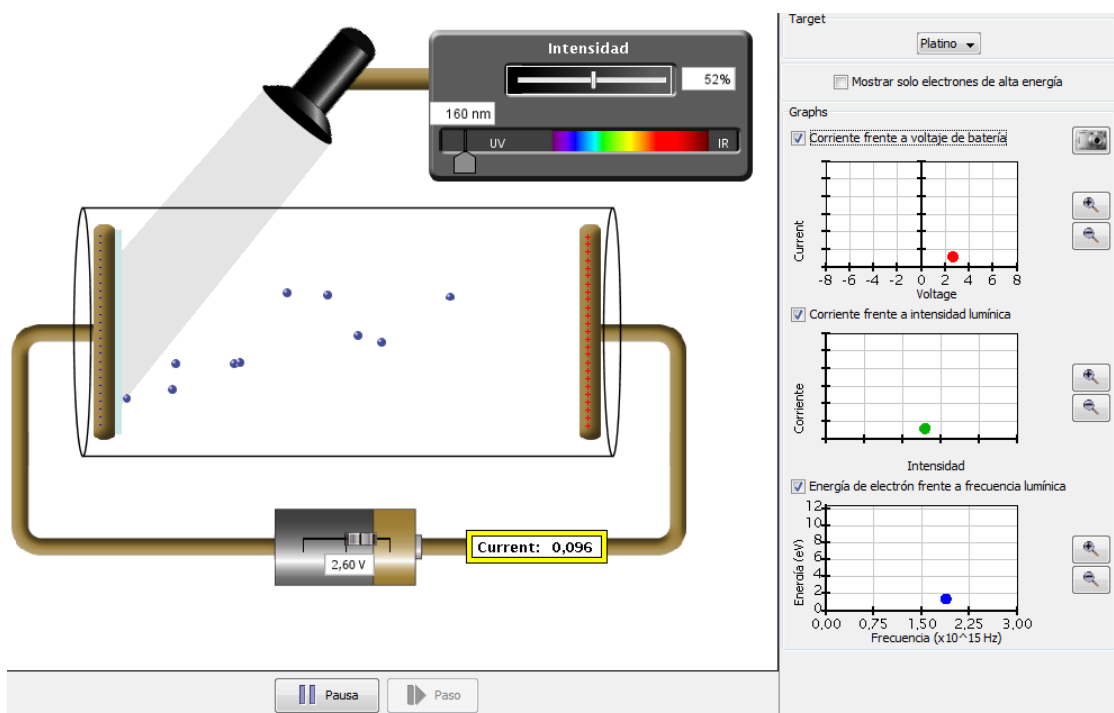 Intensidad
52%
160 nm
UV
IR
2,60 V
Current: 0,096
Pausa
Paso
Target
Platino
Mostrar solo electrones de alta energía
Graphs
Corriente frente a voltaje de batería
Current
-8 -6 -4 -2 0 2 4 6 8
Voltage
Corriente frente a intensidad lumínica
Corriente
Intensidad
Energía de electrón frente a frecuencia lumínica
Energía (eV)
12
10
8
6
4
2
0
0,00 0,75 1,50 2,25 3,00
Frecuencia (x10^15 Hz)